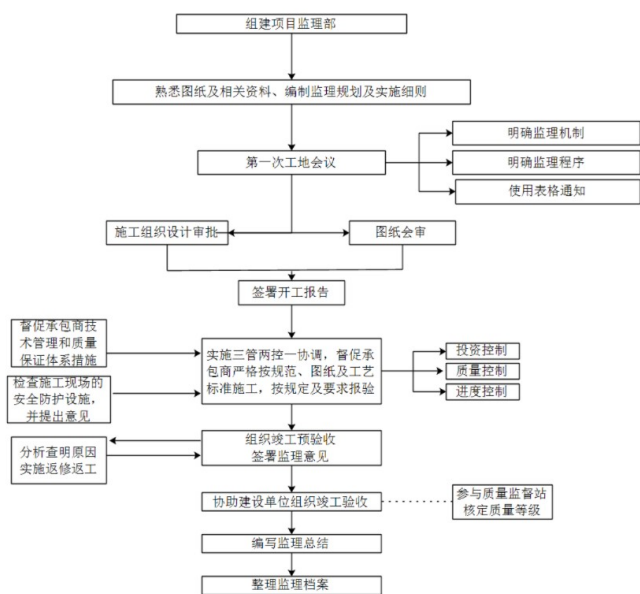 组建项目监理部
熟悉图纸及相关资料、编制监理规划及实施细则
第一次工地会议
明确监理机制
明确监理程序
使用表格通知
施工组织设计审批
图纸会审
签署开工报告
督促承包商技
术管理和质量
保证体系措施
检查施工现场的
安全防护设施，
并提出意见
实施三管两控一协调，督促承
包商严格按规范、图纸及工艺
标准施工，按规定及要求报验
投资控制
质量控制
进度控制
分析查明原因
实施返修返工
组织竣工预验收
签署监理意见
协助建设单位组织竣工验收
参与质量监督站
核定质量等级
编写监理总结
整理监理档案